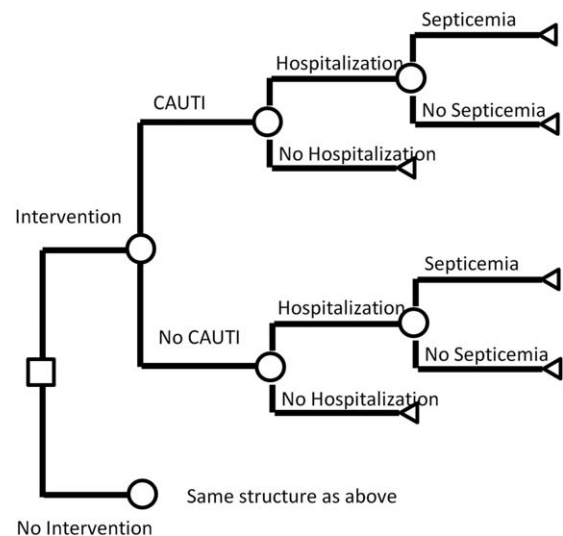 Septicemia
Hospitalization
CAUTI
No Septicemia
No Hospitalization
Intervention
Septicemia
Hospitalization
No CAUTI
No Septicemia
No Hospitalization
Same structure as above
No Intervention